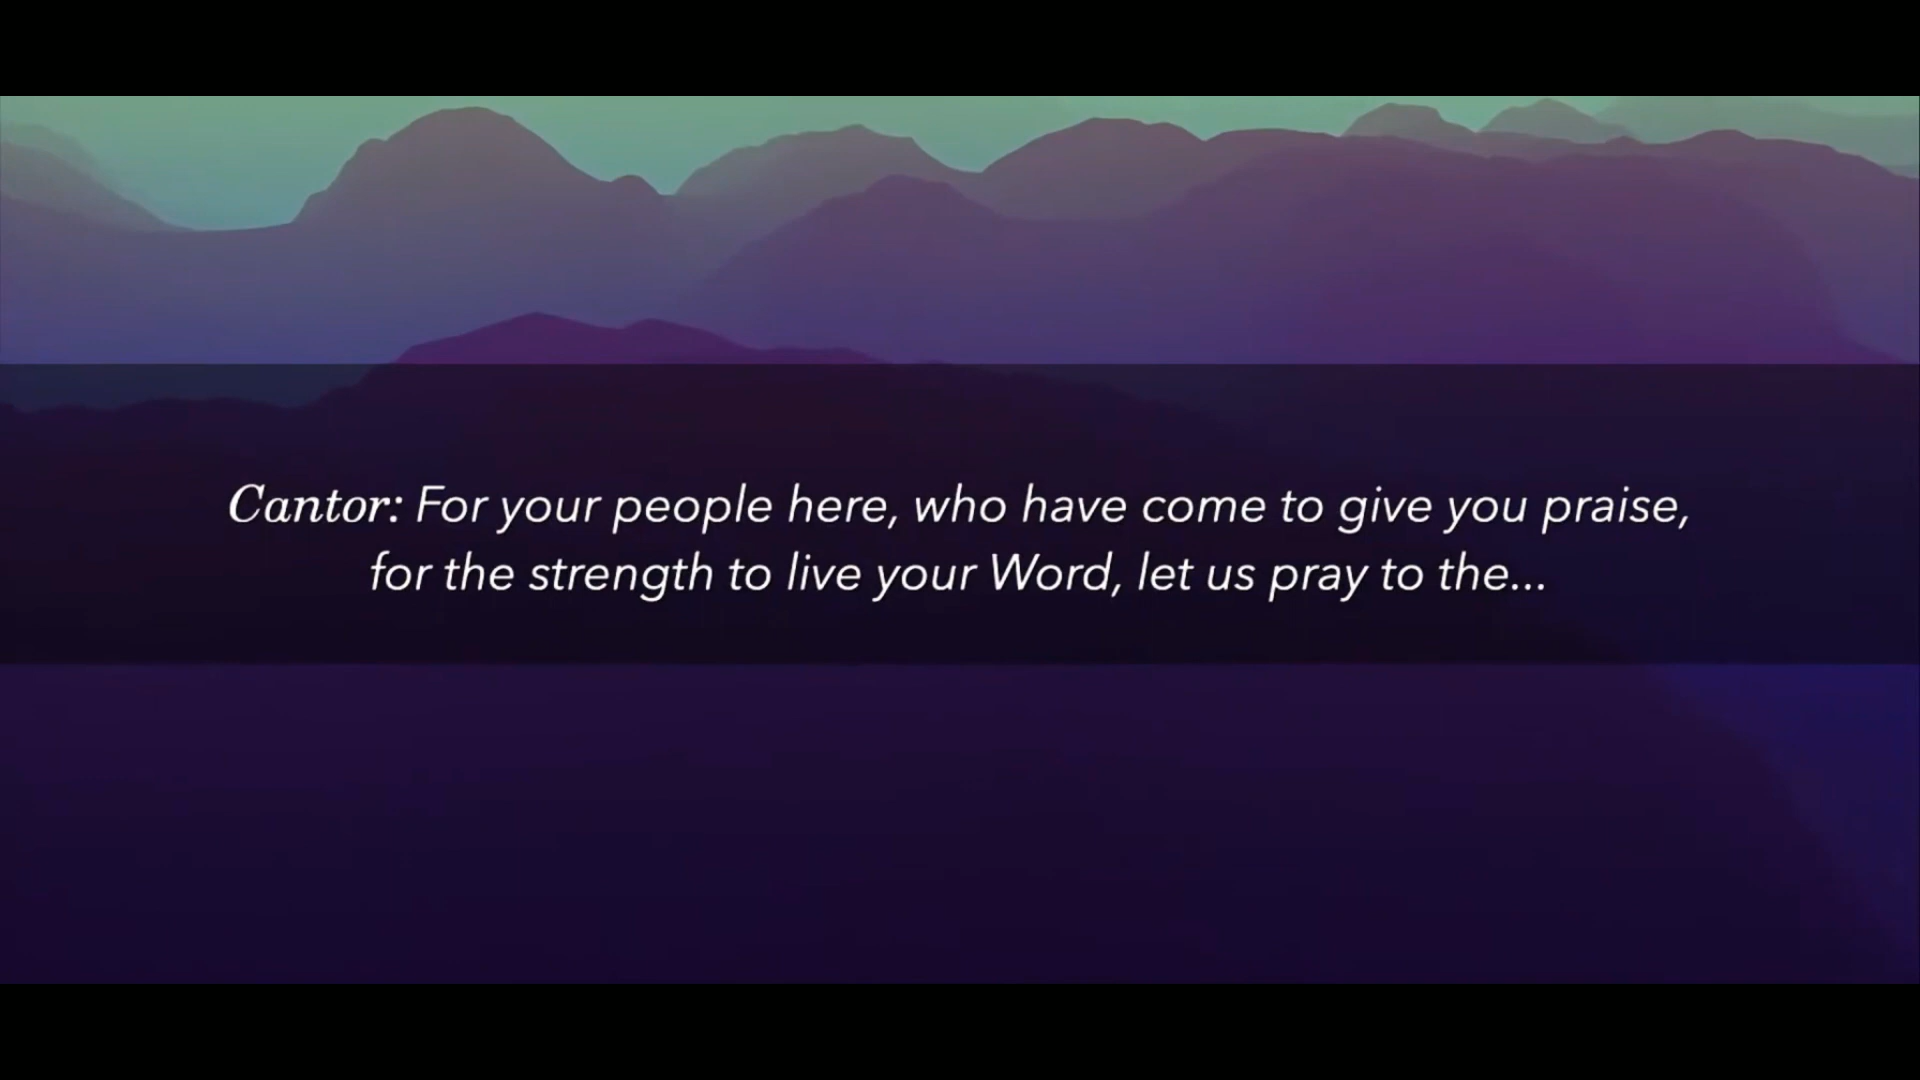 Cantor: For your people here, who have come to give you praise,
for the strength to live your Word, let us pray to the...